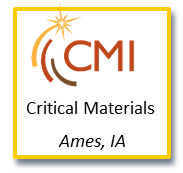 CMI
Critical Materials
Ames, IA